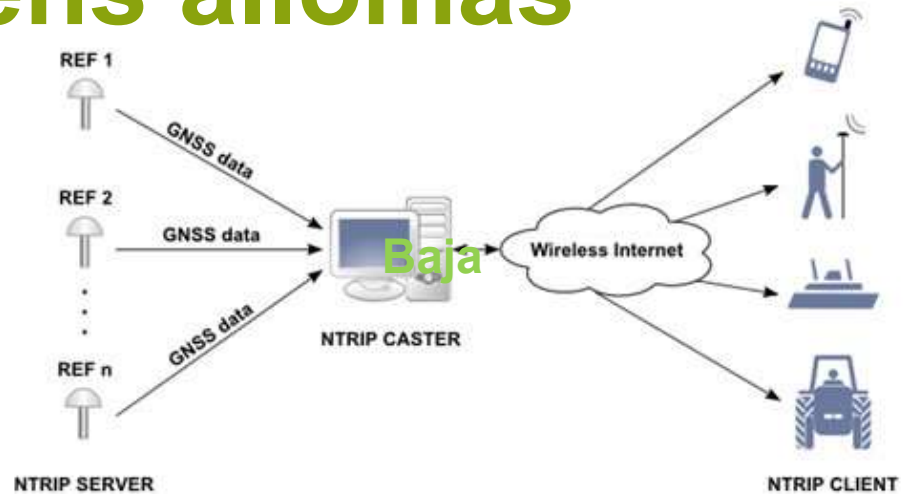 REF 1
GNSS data
REF 2
GNSS data
Baja
Wireless Internet
GNSS data
NTRIP CASTER
REF n
NTRIP SERVER
NTRIP CLIENT